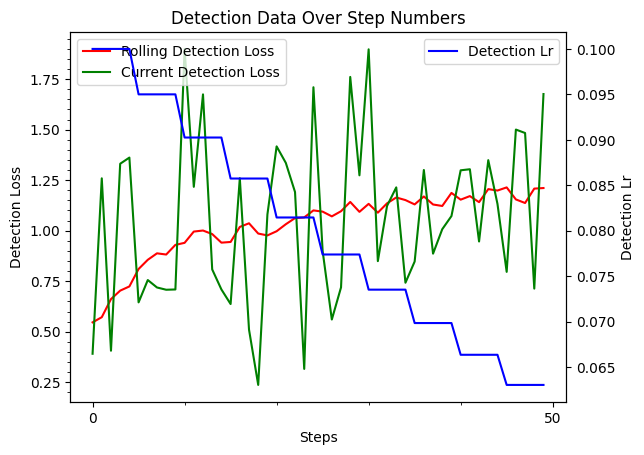 Detection Data Over Step Numbers
Rolling Detection Loss
Current Detection Loss
Detection Lr
1.75
1.50
1.25
1.00
0.75
0.50
0.25
Detection Loss
0.100
0.095
0.090
0.085
0.080
0.075
0.070
0.065
Detection Lr
0
50
Steps